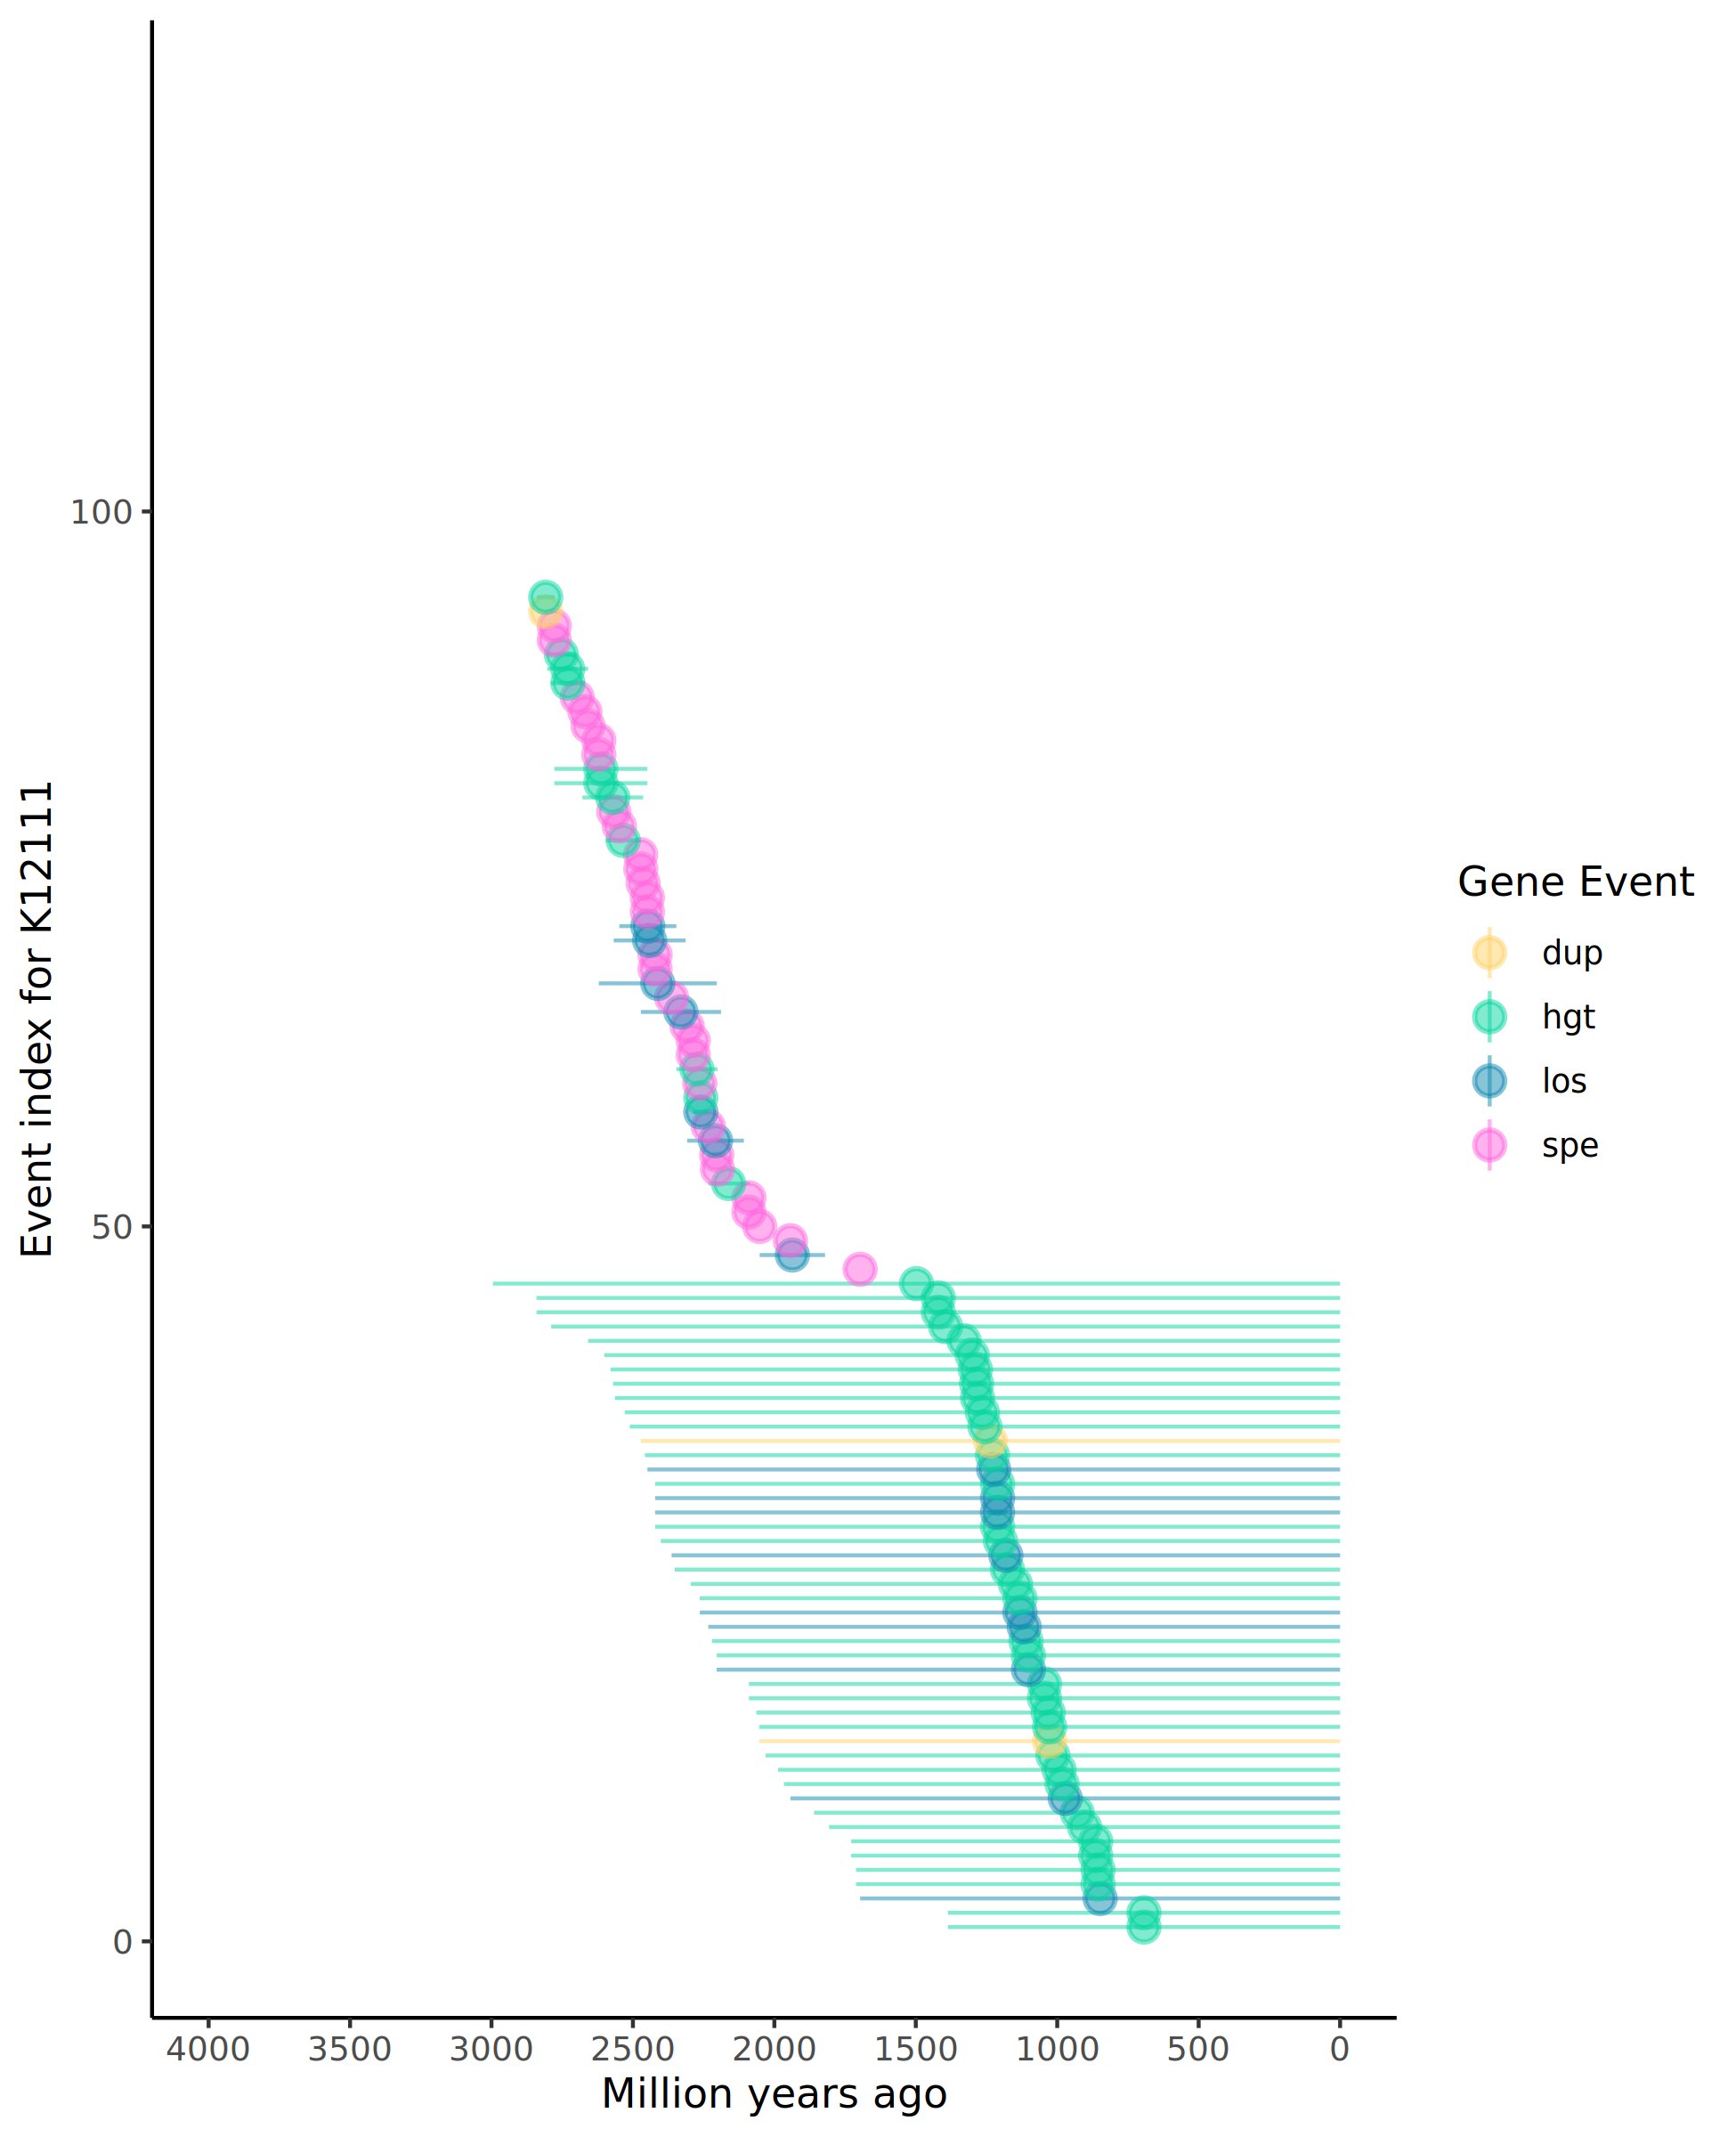 Event index for K12111
100
50
0
4000 3500 3000 2500 2000 1500 1000 500 0
Million years ago
Gene Event
dup
hgt
los
spe